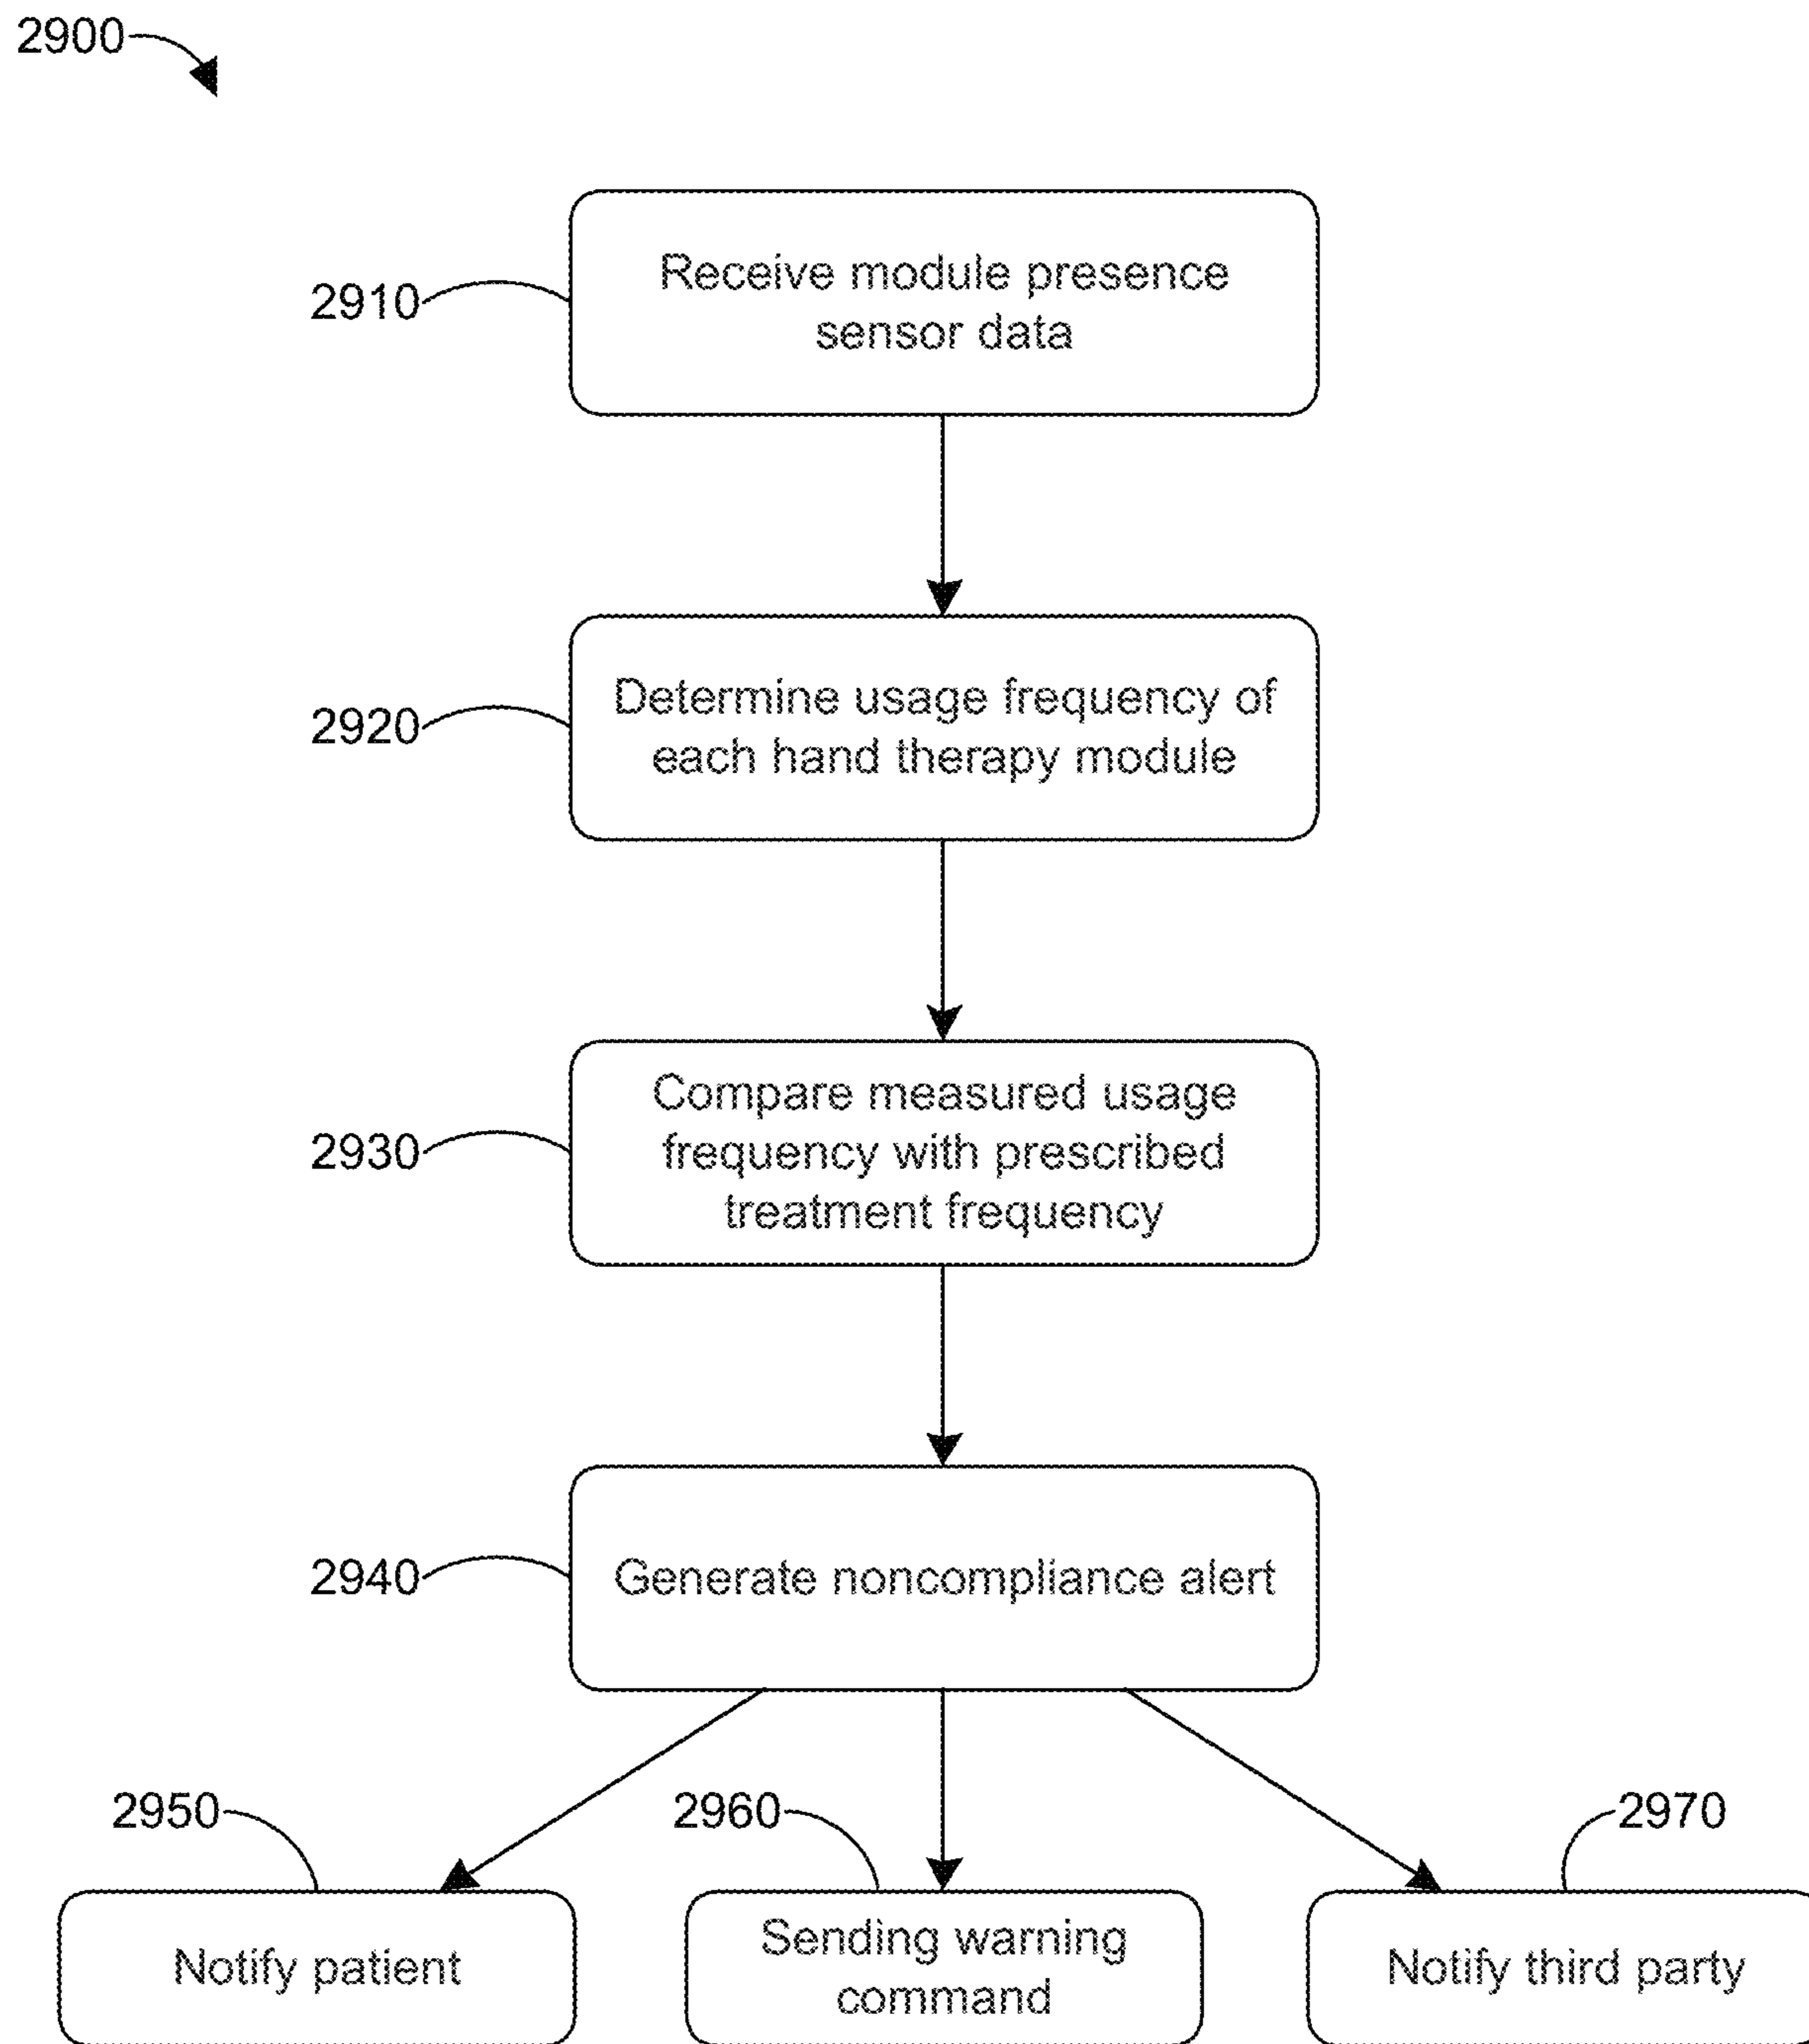 2900
2910
Receive module presence
sensor data
2920
Determine usage frequency of
each hand therapy module
2930
Compare measured usage
frequency with prescribed
treatment frequency
2940
Generate noncompliance alert
2950
2960
2970
Notify patient
Sending warning
command
Notify third party